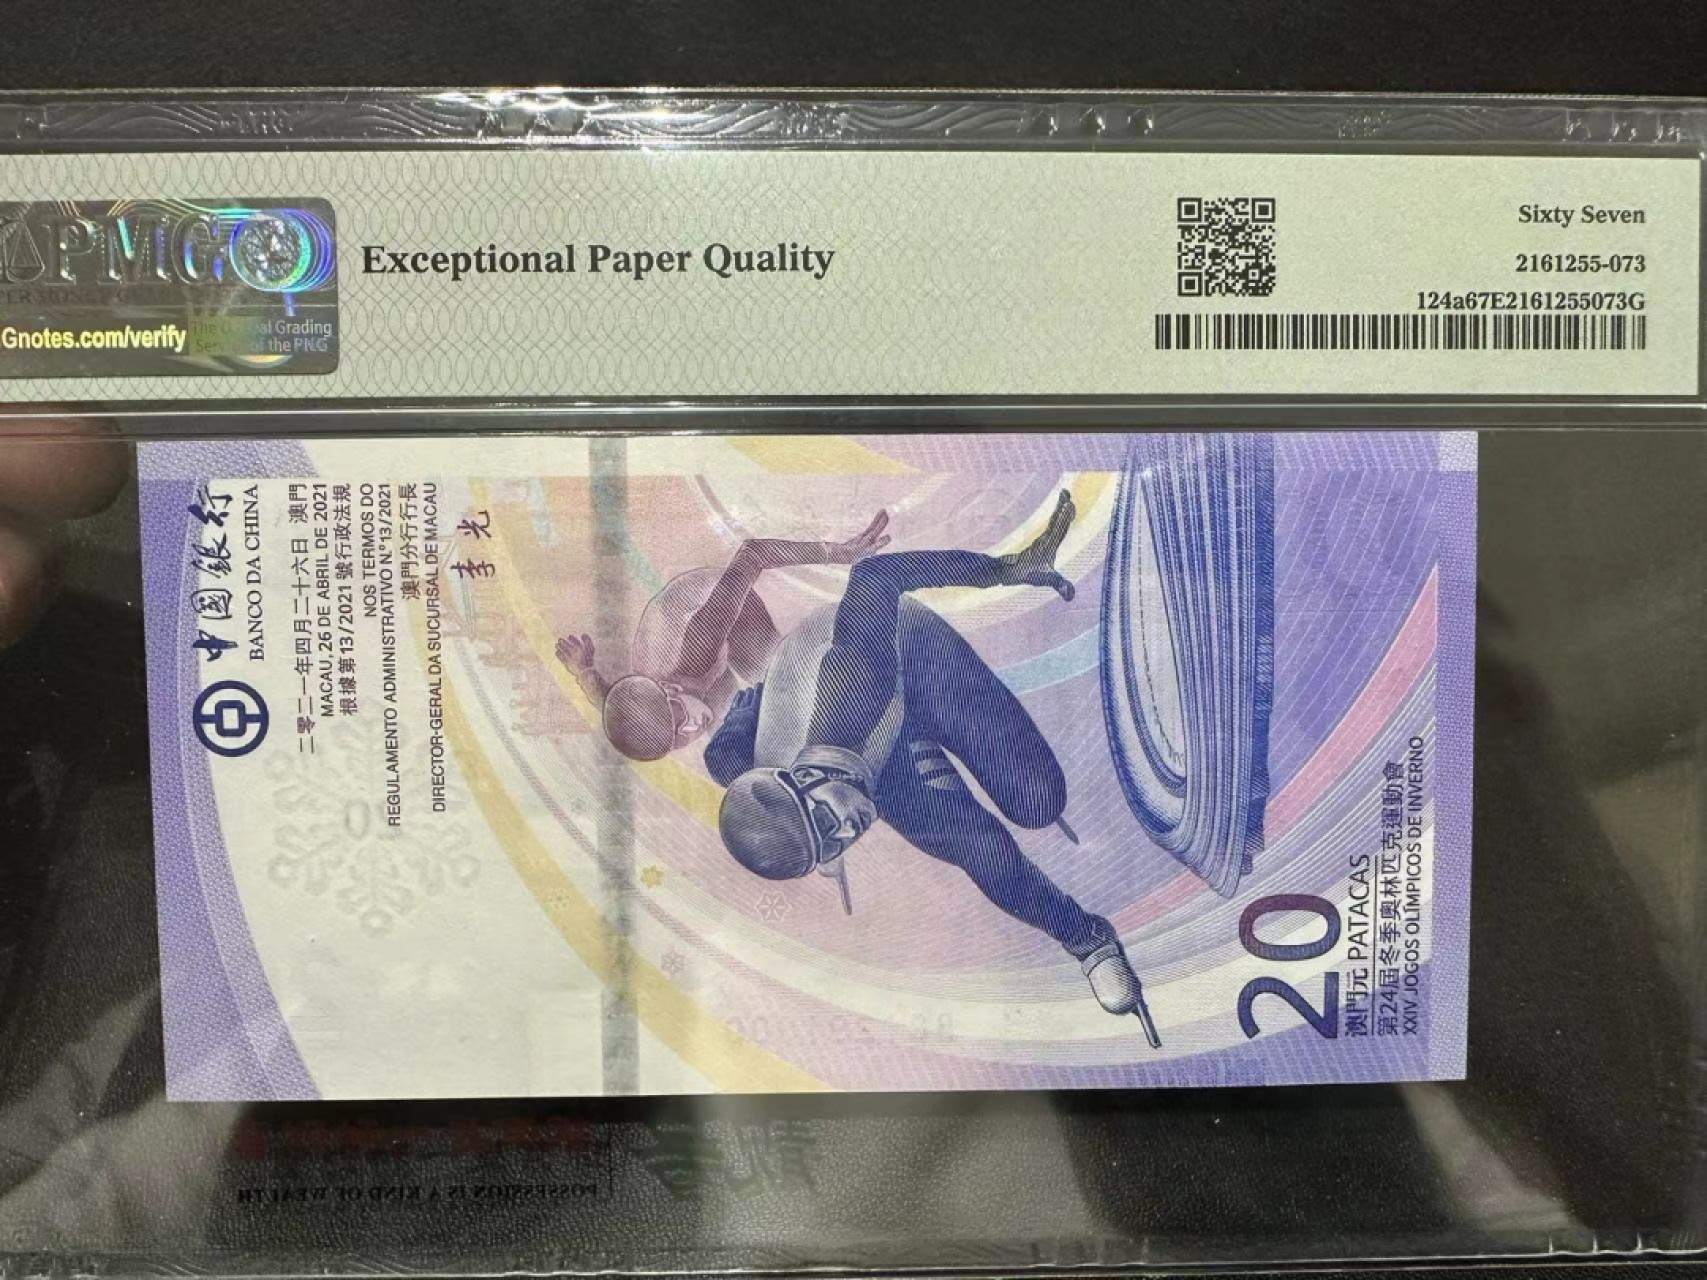 PMG
Gnotes.com/verify
Grading
of the PNG
Exceptional Paper Quality
Sixty Seven
2161255-073
124a67E2161255073G
中國銀行
BANCO DA CHINA
二零二一年四月二十六日 澳門
MACAU, 26 DE ABRIL DE 2021
根據第13/2021號行政法規
NOS TERMOS DO
REGULAMENTO ADMINISTRATIVO N.º 13/2021
澳門分行行長
DIRECTOR-GERAL DA SUCURSAL DE MACAU
李光
20
澳門元 PATACAS
第24屆冬季奧林匹克運動會
XXIV JOGOS OLÍMPICOS DE INVERNO
POSSESSION IS A KIND OF WEALTH